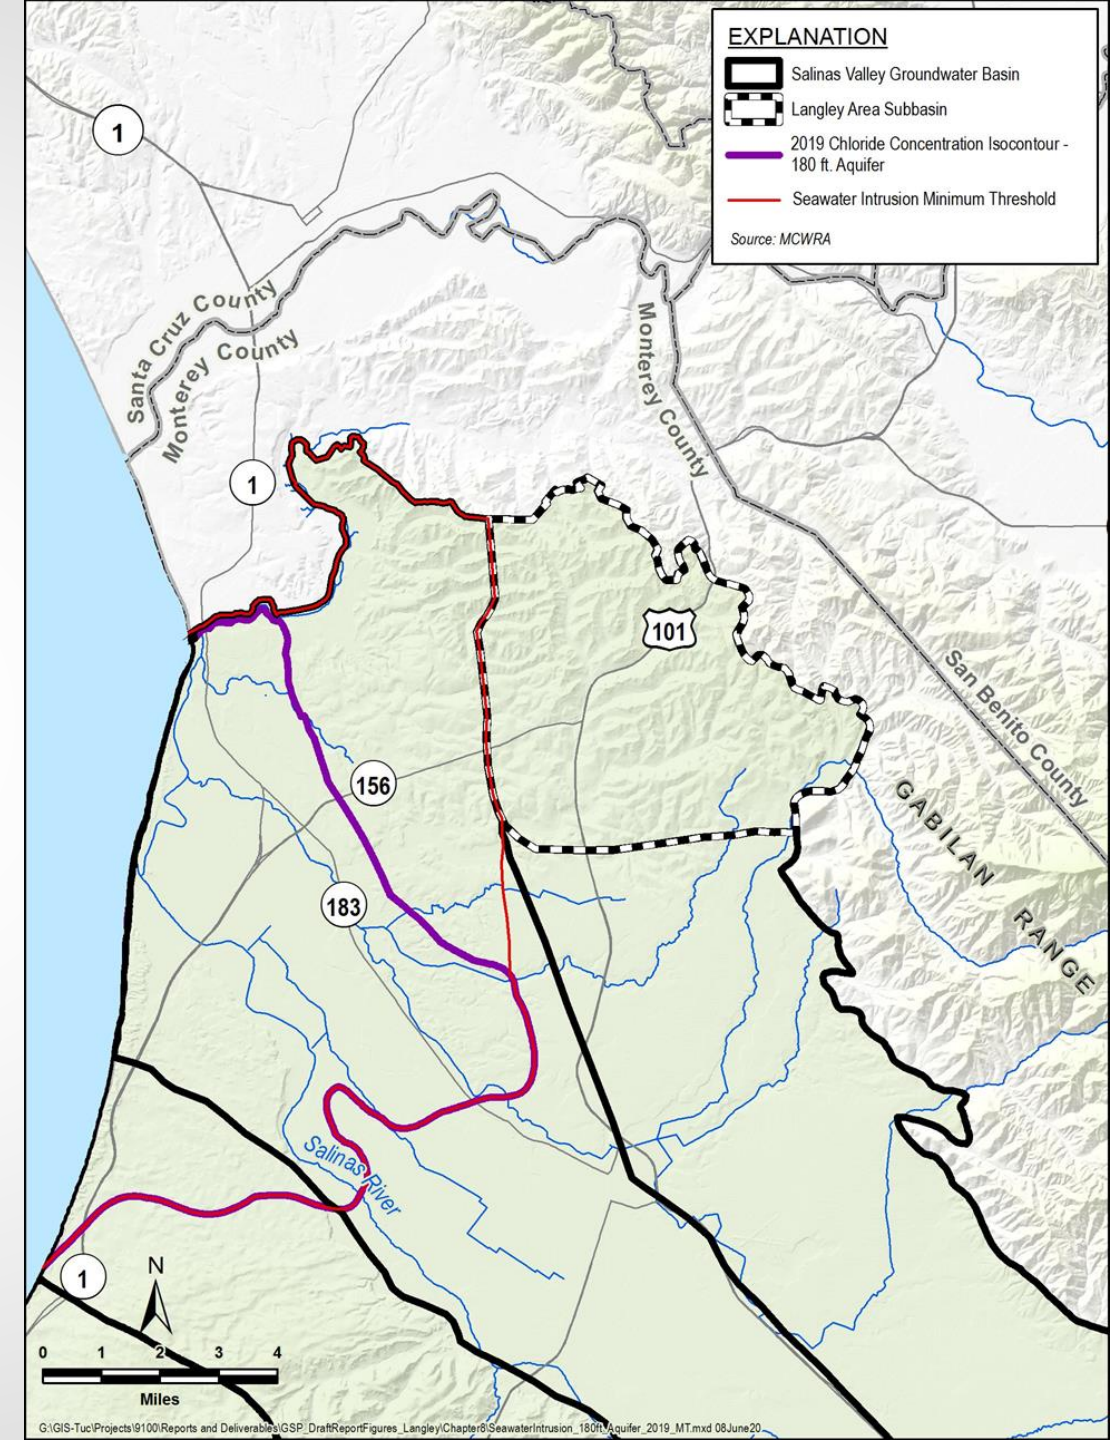 EXPLANATION
Salinas Valley Groundwater Basin
Langley Area Subbasin
2019 Chloride Concentration Isocontour -
180 ft. Aquifer
Seawater Intrusion Minimum Threshold
Source: MCWRA
1
Santa Cruz County
Monterey County
Monterey County
1
101
San Benito County
156
GABILAN
RANGE
183
Salinas River
1
N
0 1 2 3 4
Miles
G:\GIS-Tuc\Projects\9100\Reports and Deliverables\GSP_DraftReportFigures_Langley\Chapter8\SeawaterIntrusion_180ft_Aquifer_2019_MT.mxd 08June20